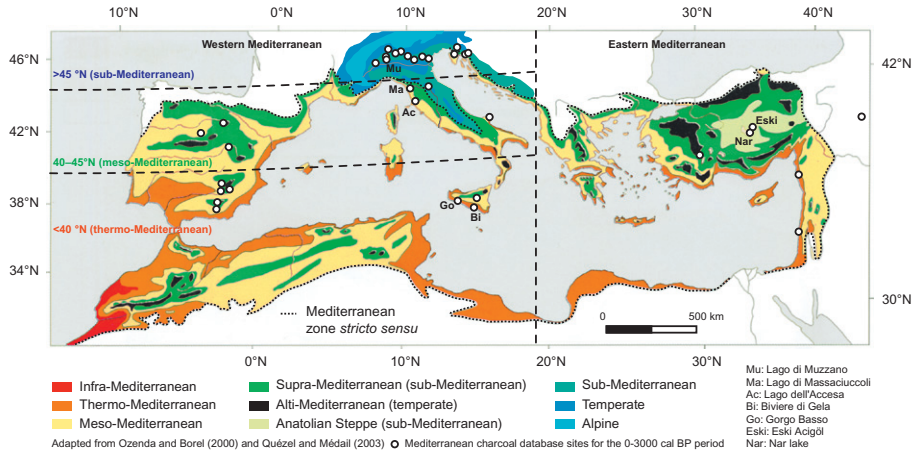 10°N 0°N 10°N 20°N 30°N 40°N
Western Mediterranean Eastern Mediterranean
46°N 42°N
>45 °N (sub-Mediterranean)
Mu
Ma
Ac
Eski
Nar
42°N
40–45°N (meso-Mediterranean)
38°N
Go
Bi
<40 °N (thermo-Mediterranean)
34°N
30°N
Mediterranean
zone stricto sensu
0 500 km
0°N 10°N 20°N 30°N
Infra-Mediterranean
Thermo-Mediterranean
Meso-Mediterranean
Supra-Mediterranean (sub-Mediterranean)
Alti-Mediterranean (temperate)
Anatolian Steppe (sub-Mediterranean)
Sub-Mediterranean
Temperate
Alpine
Mu: Lago di Muzzano
Ma: Lago di Massaciuccoli
Ac: Lago dell'Accesa
Bi: Biviere di Gela
Go: Gorgo Basso
Eski: Eski Acigöl
Nar: Nar lake
Adapted from Ozenda and Borel (2000) and Quézel and Médail (2003) Mediterranean charcoal database sites for the 0-3000 cal BP period